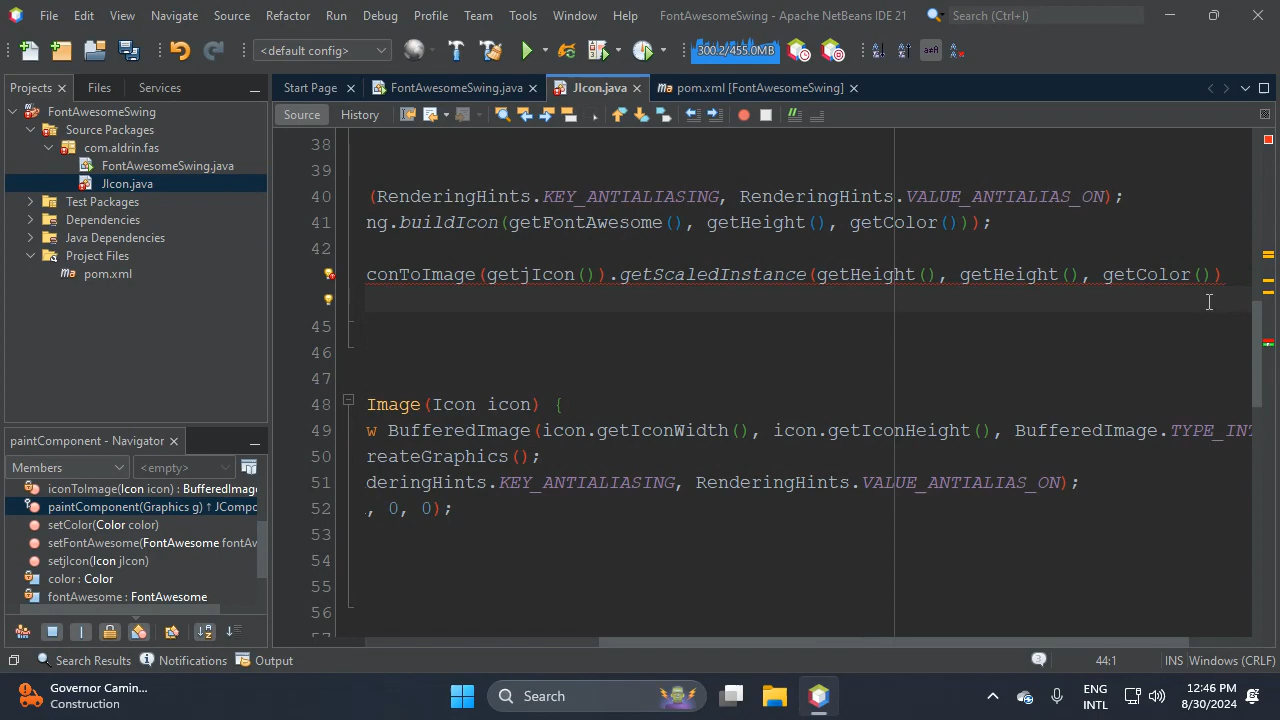 File Edit View Navigate Source Refactor Run Debug Profile Team Tools Window Help FontAwesomeSwing - Apache NetBeans IDE 21 Search (Ctrl+I)
<default config> 300.2/455.0MB
Projects Files Services Start Page FontAwesomeSwing.java JIcon.java pom.xml [FontAwesomeSwing]
Source History
FontAwesomeSwing
Source Packages
com.aldrin.fas
FontAwesomeSwing.java
JIcon.java
Test Packages
Dependencies
Java Dependencies
Project Files
pom.xml
38
39
40 (RenderingHints.KEY_ANTIALIASING, RenderingHints.VALUE_ANTIALIAS_ON);
41 ng.buildIcon(getFontAwesome(), getHeight(), getColor()));
42
conToImage(getjIcon()).getScaledInstance(getHeight(), getHeight(), getColor())
45
46
47
48 Image(Icon icon) {
49 w BufferedImage(icon.getIconWidth(), icon.getIconHeight(), BufferedImage.TYPE_INT
50 reateGraphics();
51 deringHints.KEY_ANTIALIASING, RenderingHints.VALUE_ANTIALIAS_ON);
52 , 0, 0);
53
54
55
56
paintComponent - Navigator
Members <empty>
iconToImage(Icon icon) : BufferedImage
paintComponent(Graphics g) ↑ JCompo
setColor(Color color)
setFontAwesome(FontAwesome fontAw
setjIcon(Icon jIcon)
color : Color
fontAwesome : FontAwesome
Search Results Notifications Output 44:1 INS Windows (CRLF)
Governor Camin...
Construction
Search
ENG
INTL
12:46 PM
8/30/2024